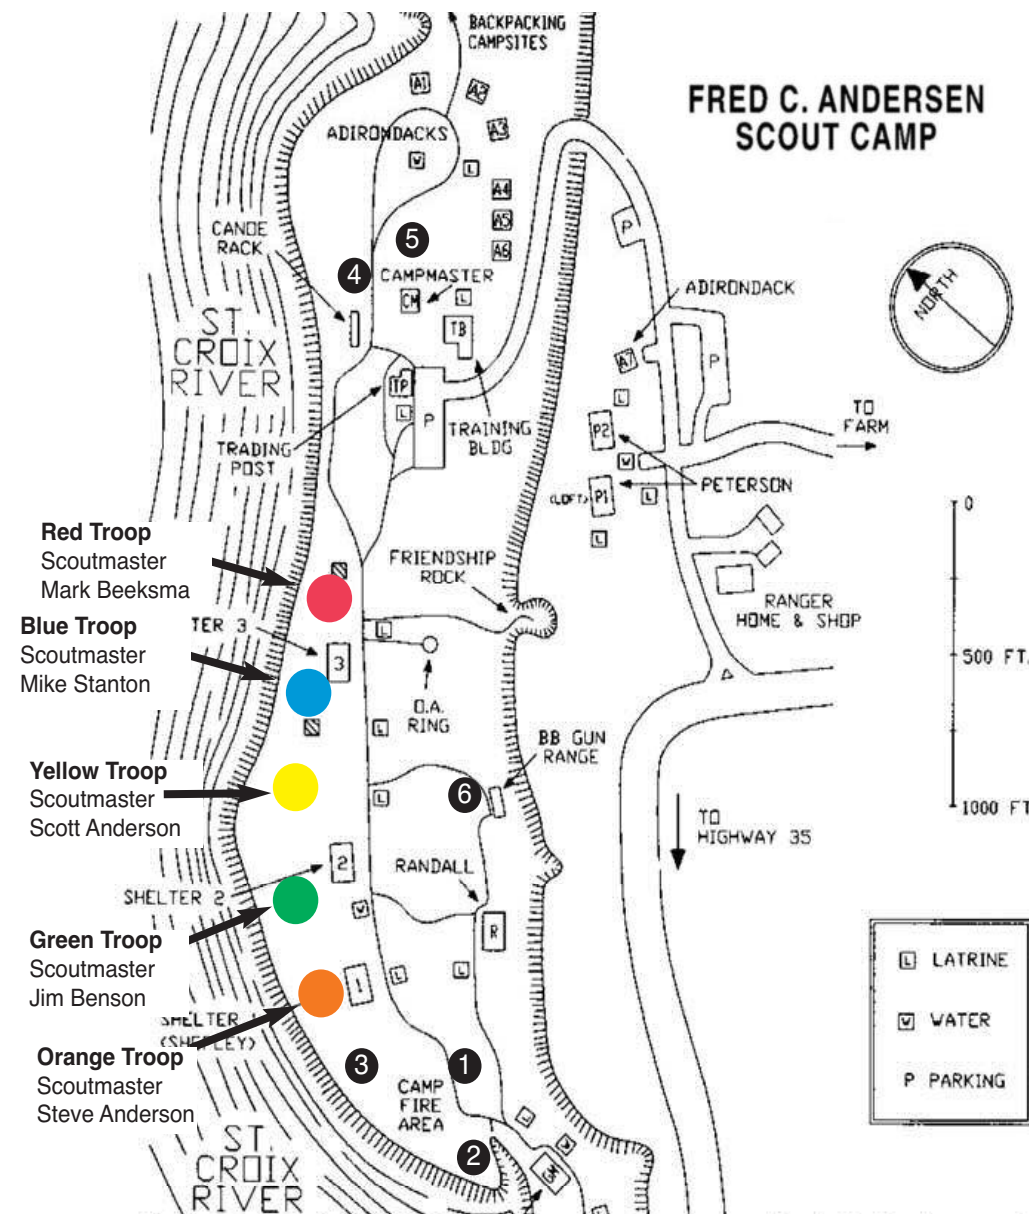 BACKPACKING
CAMPSITES
FRED C. ANDERSEN
SCOUT CAMP
A1
A2
A3
ADIRONDACKS
W
L
A4
A5
A6
P
CANOE
RACK
5
4
CAMPMASTER
CM
L
TB
NORTH
ADIRONDACK
ST.
CROIX
RIVER
A7
P
TP
L
P
L
TRAINING
BLDG
P2
TO
FARM
TRADING
POST
W
PETERSON
(LOFT)
P1
L
L
0
Red Troop
Scoutmaster
Mark Beeksma
FRIENDSHIP
ROCK
RANGER
HOME & SHOP
Blue Troop
Scoutmaster
Mike Stanton
TER 3
L
3
500 FT.
O.A.
RING
L
BB GUN
RANGE
Yellow Troop
Scoutmaster
Scott Anderson
L
6
1000 FT
TO
HIGHWAY 35
2
RANDALL
SHELTER 2
W
R
Green Troop
Scoutmaster
Jim Benson
L
L
1
SHELTER 1
(SHEPLEY)
L LATRINE
W WATER
P PARKING
Orange Troop
Scoutmaster
Steve Anderson
3
1
CAMP
FIRE
AREA
L
2
GM
ST.
CROIX
RIVER